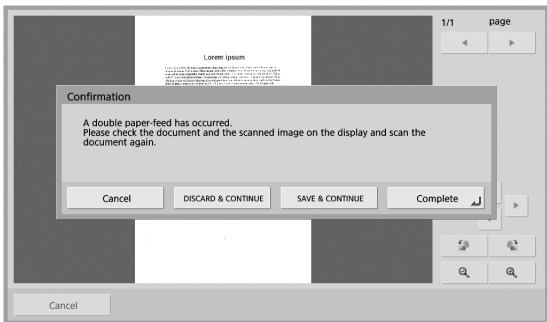 1/1 page
Lorem ipsum
Confirmation
A double paper-feed has occurred.
Please check the document and the scanned image on the display and scan the
document again.
Cancel DISCARD & CONTINUE SAVE & CONTINUE Complete
Cancel